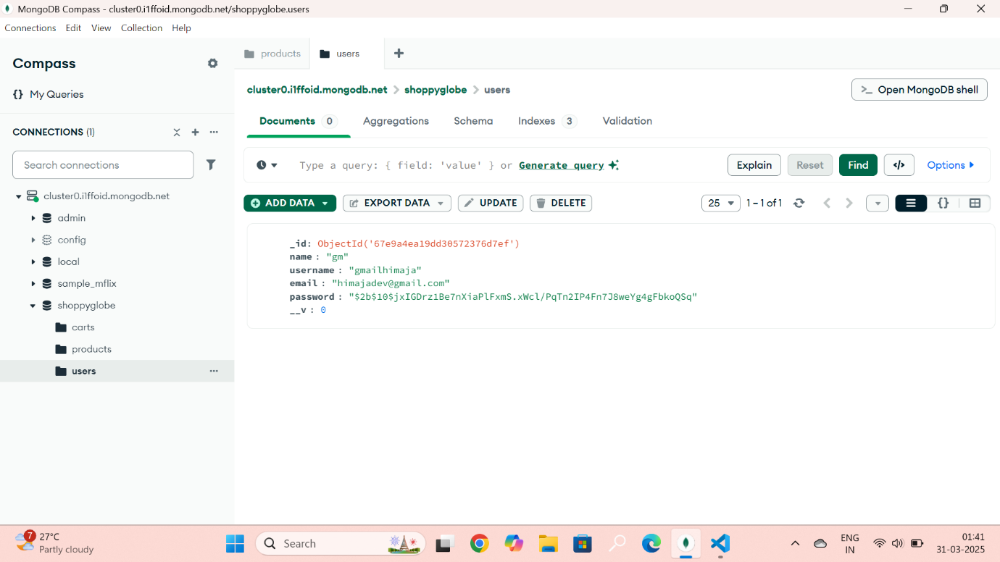 MongoDB Compass - cluster0.i1ffoid.mongodb.net/shoppyglobe.users
Connections Edit View Collection Help
Compass
{} My Queries
CONNECTIONS (1)
Search connections
cluster0.i1ffoid.mongodb.net
admin
config
local
sample_mflix
shoppyglobe
carts
products
users
products users
cluster0.i1ffoid.mongodb.net > shoppyglobe > users
>_ Open MongoDB shell
Documents 0 Aggregations Schema Indexes 3 Validation
Type a query: { field: 'value' } or Generate query
Explain Reset Find </> Options
ADD DATA EXPORT DATA UPDATE DELETE 25 1 – 1 of 1 {}
_id: ObjectId('67e9a4ea19dd30572376d7ef')
name : "gm"
username : "gmailhimaja"
email : "himajadev@gmail.com"
password : "$2b$10$jxIGDrz1Be7nXiaPlFxmS.xWcl/PqTn2IP4Fn7J8weYg4gFbkoQSq"
__v : 0
7
27°C
Partly cloudy
Search
ENG
IN
01:41
31-03-2025